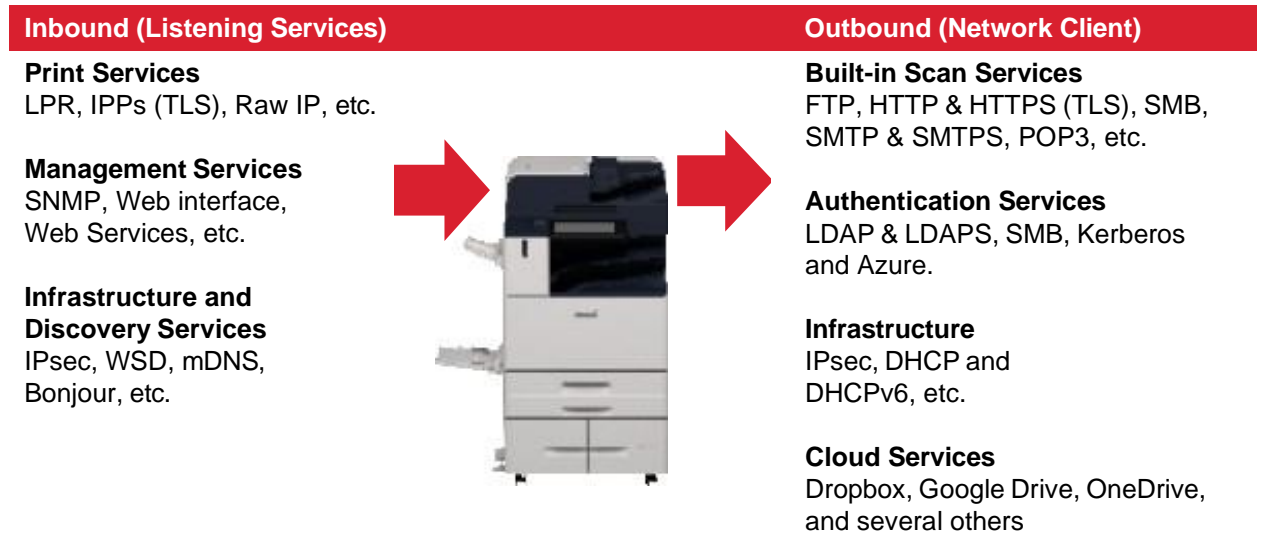 Inbound (Listening Services)
Outbound (Network Client)
Print Services
LPR, IPPs (TLS), Raw IP, etc.
Management Services
SNMP, Web interface,
Web Services, etc.
Infrastructure and
Discovery Services
IPsec, WSD, mDNS,
Bonjour, etc.
Built-in Scan Services
FTP, HTTP & HTTPS (TLS), SMB,
SMTP & SMTPS, POP3, etc.
Authentication Services
LDAP & LDAPS, SMB, Kerberos
and Azure.
Infrastructure
IPsec, DHCP and
DHCPv6, etc.
Cloud Services
Dropbox, Google Drive, OneDrive,
and several others